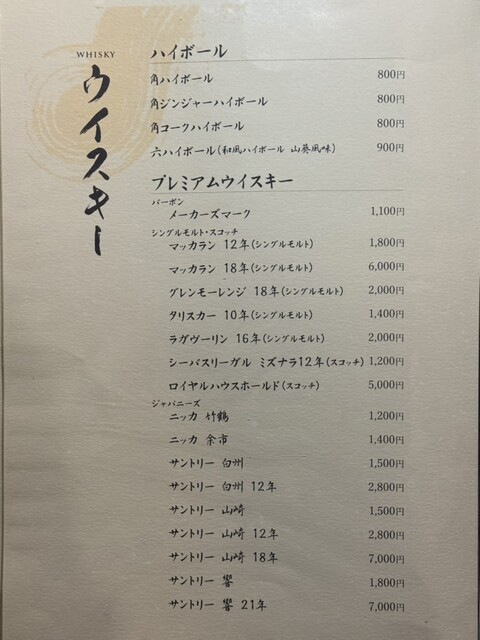 WHISKY
ウイスキー
ハイボール
角ハイボール 800円
角ジンジャーハイボール 800円
角コークハイボール 800円
六ハイボール(和風ハイボール 山葵風味) 900円
プレミアムウイスキー
バーボン
メーカーズマーク 1,100円
シングルモルト・スコッチ
マッカラン 12年(シングルモルト) 1,800円
マッカラン 18年(シングルモルト) 6,000円
グレンモーレンジ 18年(シングルモルト) 2,000円
タリスカー 10年(シングルモルト) 1,400円
ラガヴーリン 16年(シングルモルト) 2,000円
シーバスリーガル ミズナラ12年(スコッチ) 1,200円
ロイヤルハウスホールド(スコッチ) 5,000円
ジャパニーズ
ニッカ 竹鶴 1,200円
ニッカ 余市 1,400円
サントリー 白州 1,500円
サントリー 白州 12年 2,800円
サントリー 山崎 1,500円
サントリー 山崎 12年 2,800円
サントリー 山崎 18年 7,000円
サントリー 響 1,800円
サントリー 響 21年 7,000円